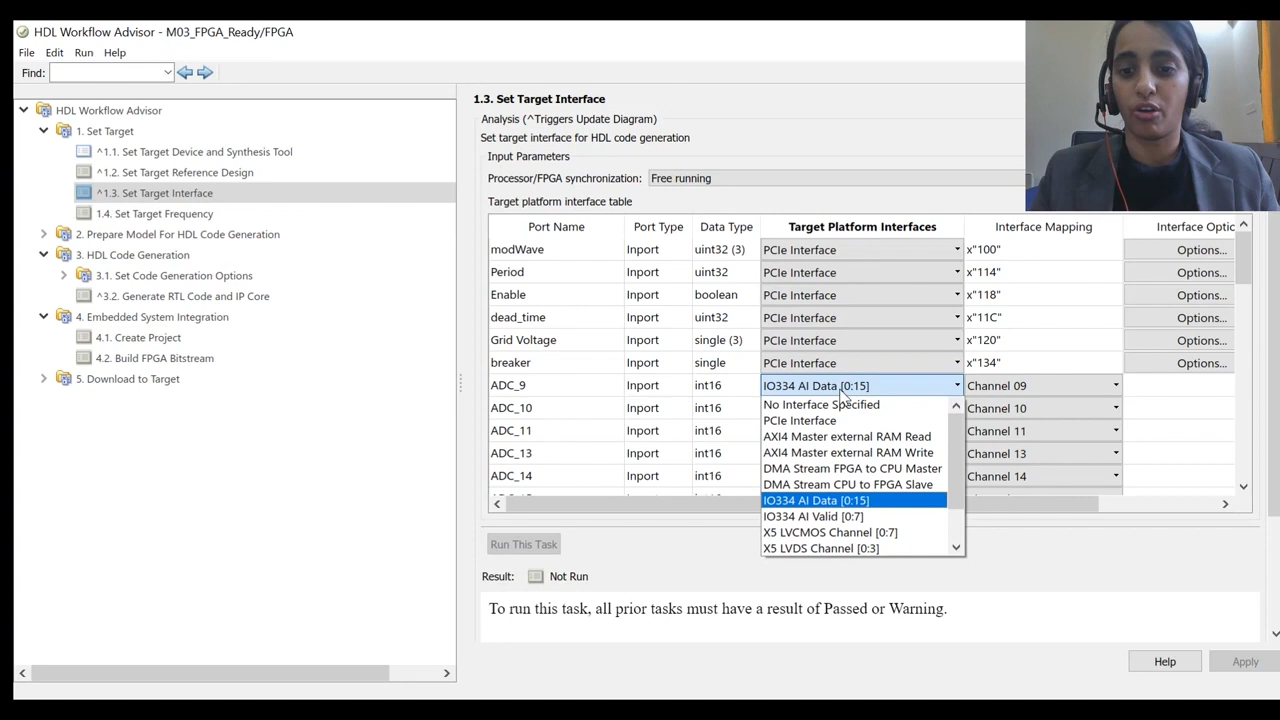 HDL Workflow Advisor - M03_FPGA_Ready/FPGA
File Edit Run Help
Find:
HDL Workflow Advisor
1. Set Target
^1.1. Set Target Device and Synthesis Tool
^1.2. Set Target Reference Design
^1.3. Set Target Interface
1.4. Set Target Frequency
2. Prepare Model For HDL Code Generation
3. HDL Code Generation
3.1. Set Code Generation Options
^3.2. Generate RTL Code and IP Core
4. Embedded System Integration
4.1. Create Project
4.2. Build FPGA Bitstream
5. Download to Target
1.3. Set Target Interface
Analysis (^Triggers Update Diagram)
Set target interface for HDL code generation
Input Parameters
Processor/FPGA synchronization: Free running
Target platform interface table
Port Name Port Type Data Type Target Platform Interfaces Interface Mapping Interface Optic
modWave Inport uint32 (3) PCIe Interface x"100" Options...
Period Inport uint32 PCIe Interface x"114" Options...
Enable Inport boolean PCIe Interface x"118" Options...
dead_time Inport uint32 PCIe Interface x"11C" Options...
Grid Voltage Inport single (3) PCIe Interface x"120" Options...
breaker Inport single PCIe Interface x"134" Options...
ADC_9 Inport int16 IO334 AI Data [0:15] Channel 09
ADC_10 Inport int16 Channel 10
ADC_11 Inport int16 Channel 11
ADC_13 Inport int16 Channel 13
ADC_14 Inport int16 Channel 14
No Interface Specified
PCIe Interface
AXI4 Master external RAM Read
AXI4 Master external RAM Write
DMA Stream FPGA to CPU Master
DMA Stream CPU to FPGA Slave
IO334 AI Data [0:15]
IO334 AI Valid [0:7]
X5 LVCMOS Channel [0:7]
X5 LVDS Channel [0:3]
Run This Task
Result: Not Run
To run this task, all prior tasks must have a result of Passed or Warning.
Help Apply